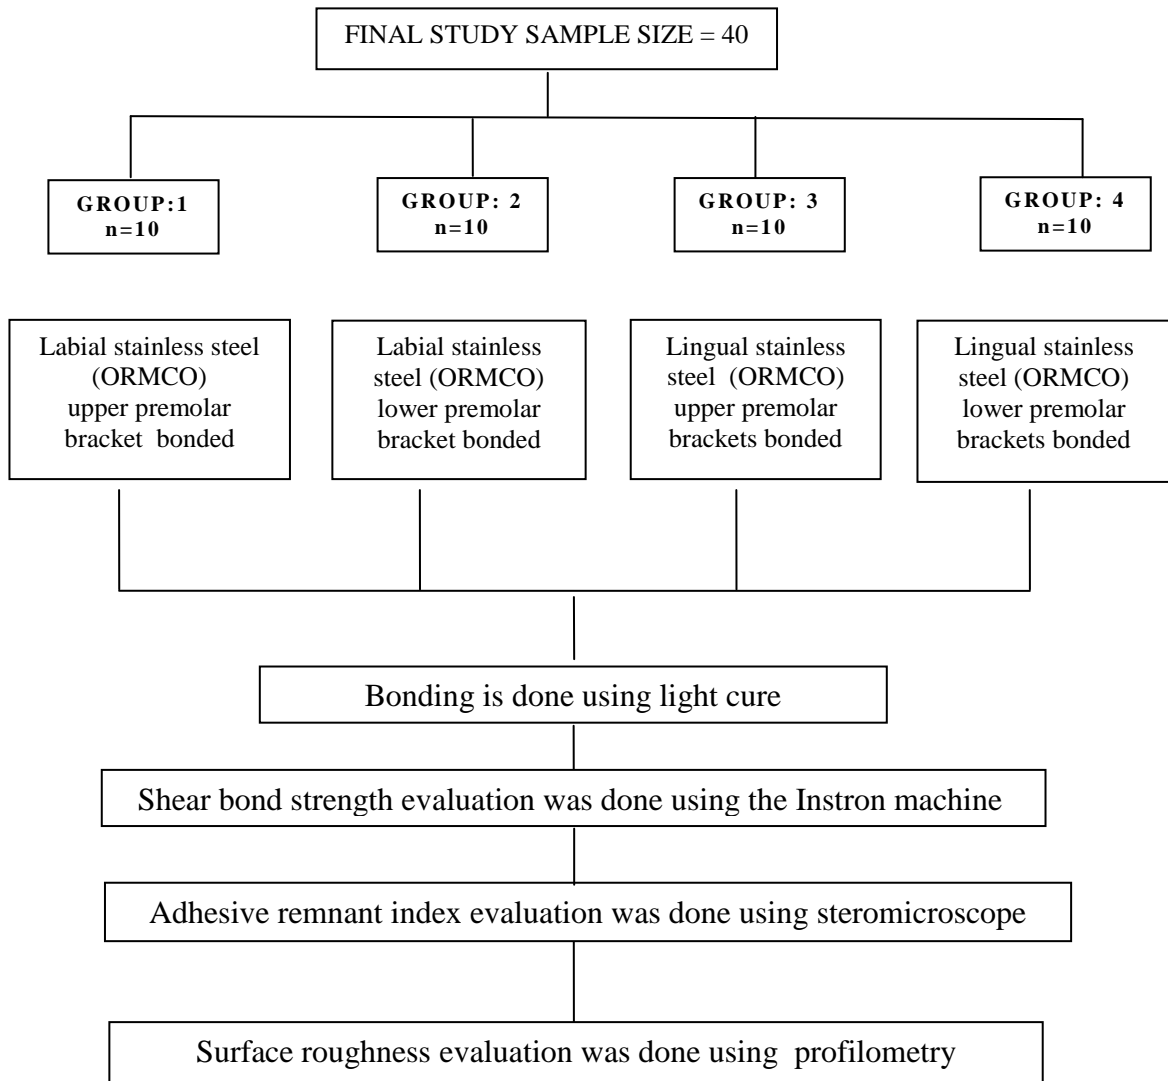 FINAL STUDY SAMPLE SIZE = 40
GROUP:1
n=10
GROUP: 2
n=10
GROUP: 3
n=10
GROUP: 4
n=10
Labial stainless steel
(ORMCO)
upper premolar
bracket bonded
Labial stainless
steel (ORMCO)
lower premolar
bracket bonded
Lingual stainless
steel (ORMCO)
upper premolar
brackets bonded
Lingual stainless
steel (ORMCO)
lower premolar
brackets bonded
Bonding is done using light cure
Shear bond strength evaluation was done using the Instron machine
Adhesive remnant index evaluation was done using steromicroscope
Surface roughness evaluation was done using profilometry